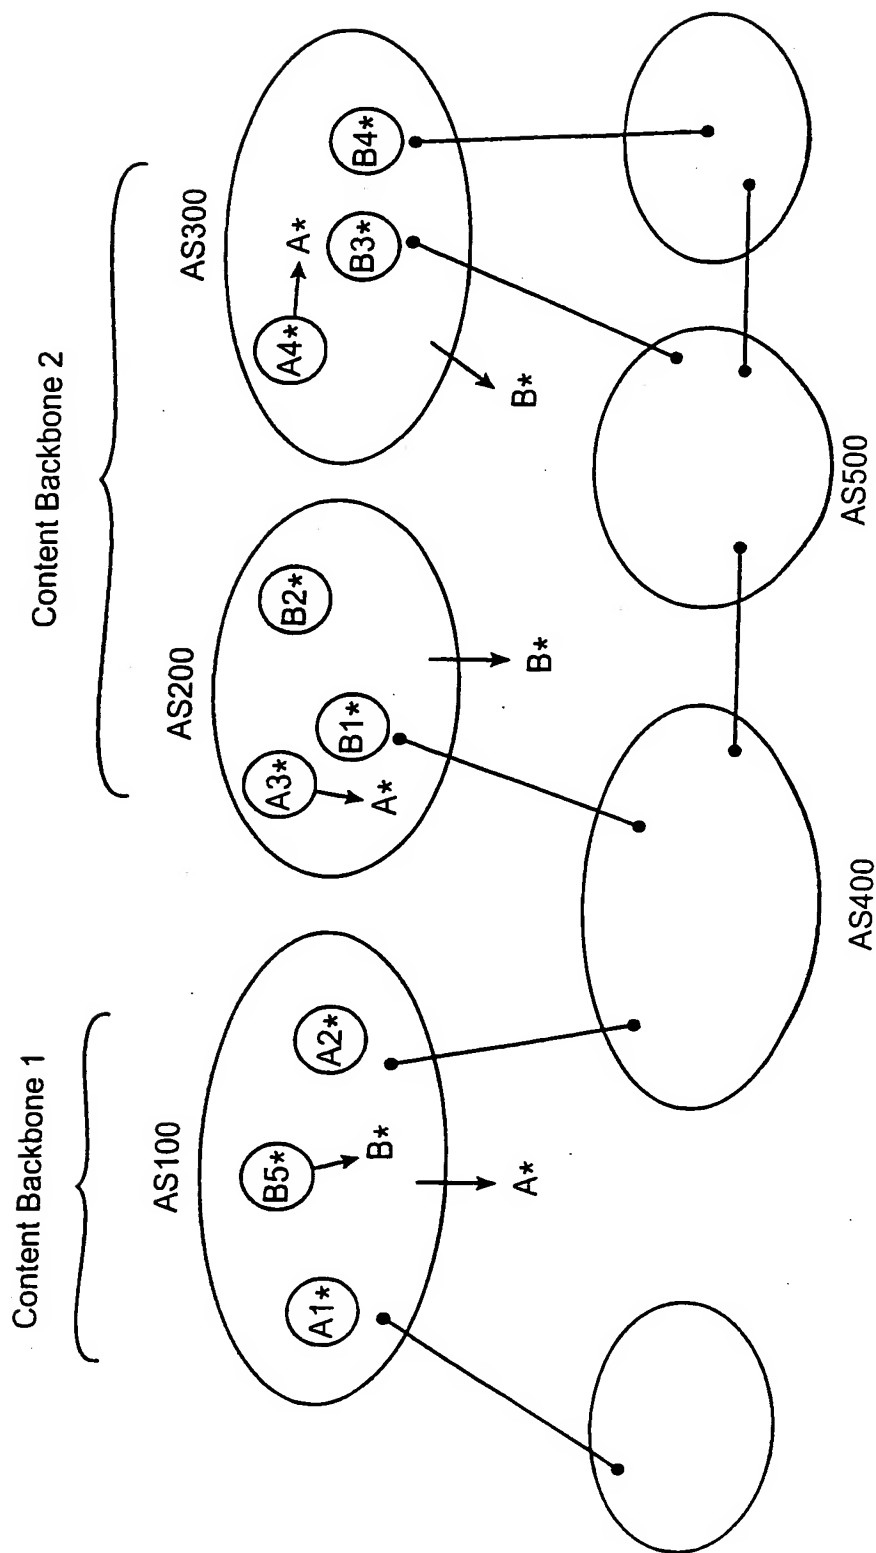 Content Backbone 1
Content Backbone 2
AS100
AS200
AS300
A1*
B5*
B*
A2*
A*
A3*
A*
B1*
B2*
B*
A4*
A*
B3*
B4*
B*
AS400
AS500